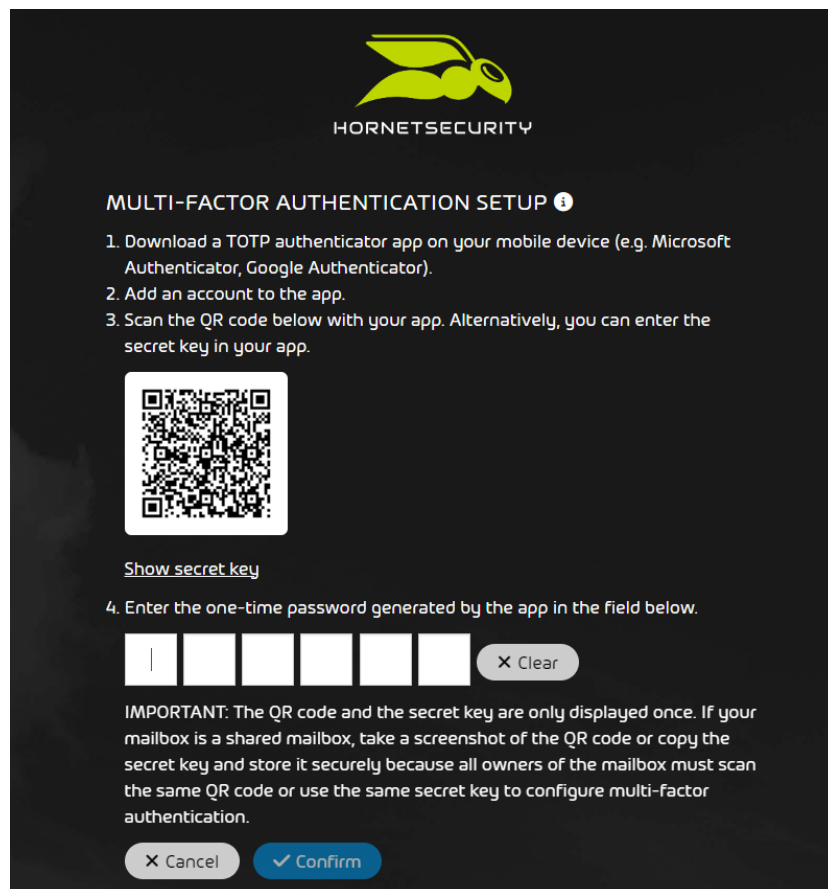 HORNETSECURITY
MULTI-FACTOR AUTHENTICATION SETUP
1. Download a TOTP authenticator app on your mobile device (e.g. Microsoft
Authenticator, Google Authenticator).
2. Add an account to the app.
3. Scan the QR code below with your app. Alternatively, you can enter the
secret key in your app.
Show secret key
4. Enter the one-time password generated by the app in the field below.
Clear
IMPORTANT: The QR code and the secret key are only displayed once. If your
mailbox is a shared mailbox, take a screenshot of the QR code or copy the
secret key and store it securely because all owners of the mailbox must scan
the same QR code or use the same secret key to configure multi-factor
authentication.
Cancel Confirm